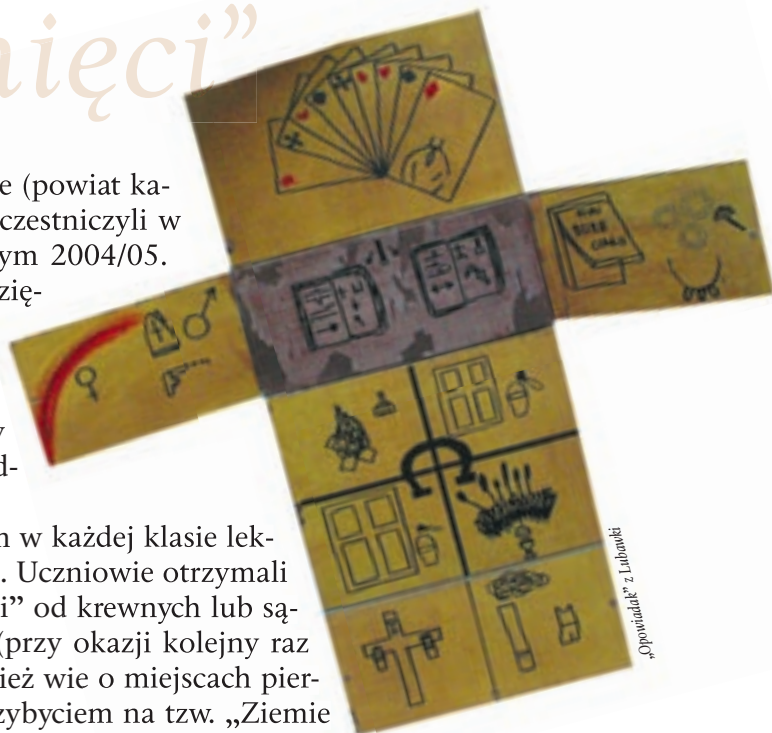 nięci”
e (powiat ka-
czestniczyli w
ym 2004/05.
zię-
y
d-
n w każdej klasie lek-
. Uczniowie otrzymali
i” od krewnych lub są-
(przy okazji kolejny raz
ież wie o miejscach pier-
zybyciem na tzw. „Ziemie
„Opowiadak” z Lubawki